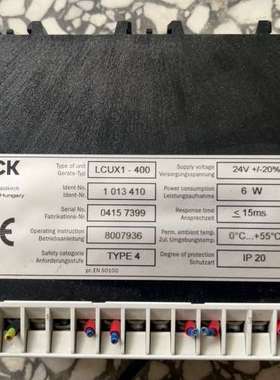 CK
Waldkirch
Hungary
Type of unit
Geräte-Typ
LCUX1 - 400
Supply voltage
Versorgungsspannung
24V +/-20%
Ident No.
Ident-Nr.
1 013 410
Power consumption
Leistungsaufnahme
6 W
Serial No.
Fabrikations-Nr.
0415 7399
Response time
Ansprechzeit
≤ 15ms
Operating instruction
Betriebsanleitung
8007936
Perm. ambient temp.
Zul. Umgebungstemp.
0°C...+55°C
Safety category
Anforderungsstufe
TYPE 4
pr.EN 50100
Degree of protection
Schutzart
IP 20